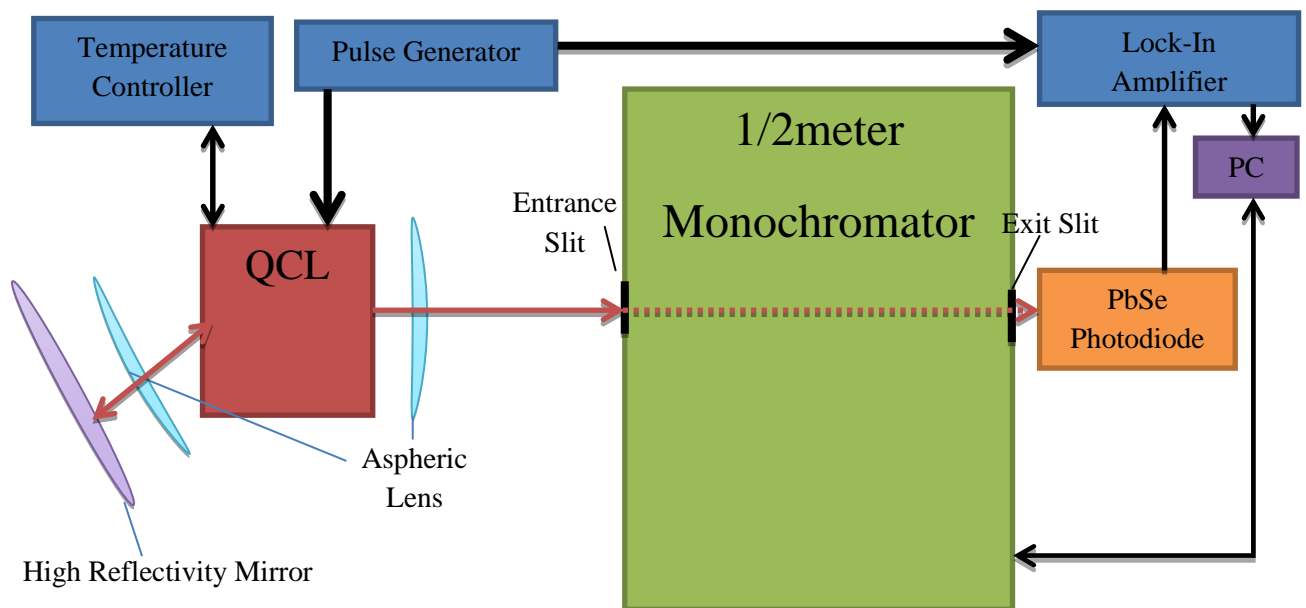 Temperature
Controller
Pulse Generator
Lock-In
Amplifier
1/2meter
Monochromator
PC
Entrance
Slit
Exit Slit
QCL
PbSe
Photodiode
Aspheric
Lens
High Reflectivity Mirror